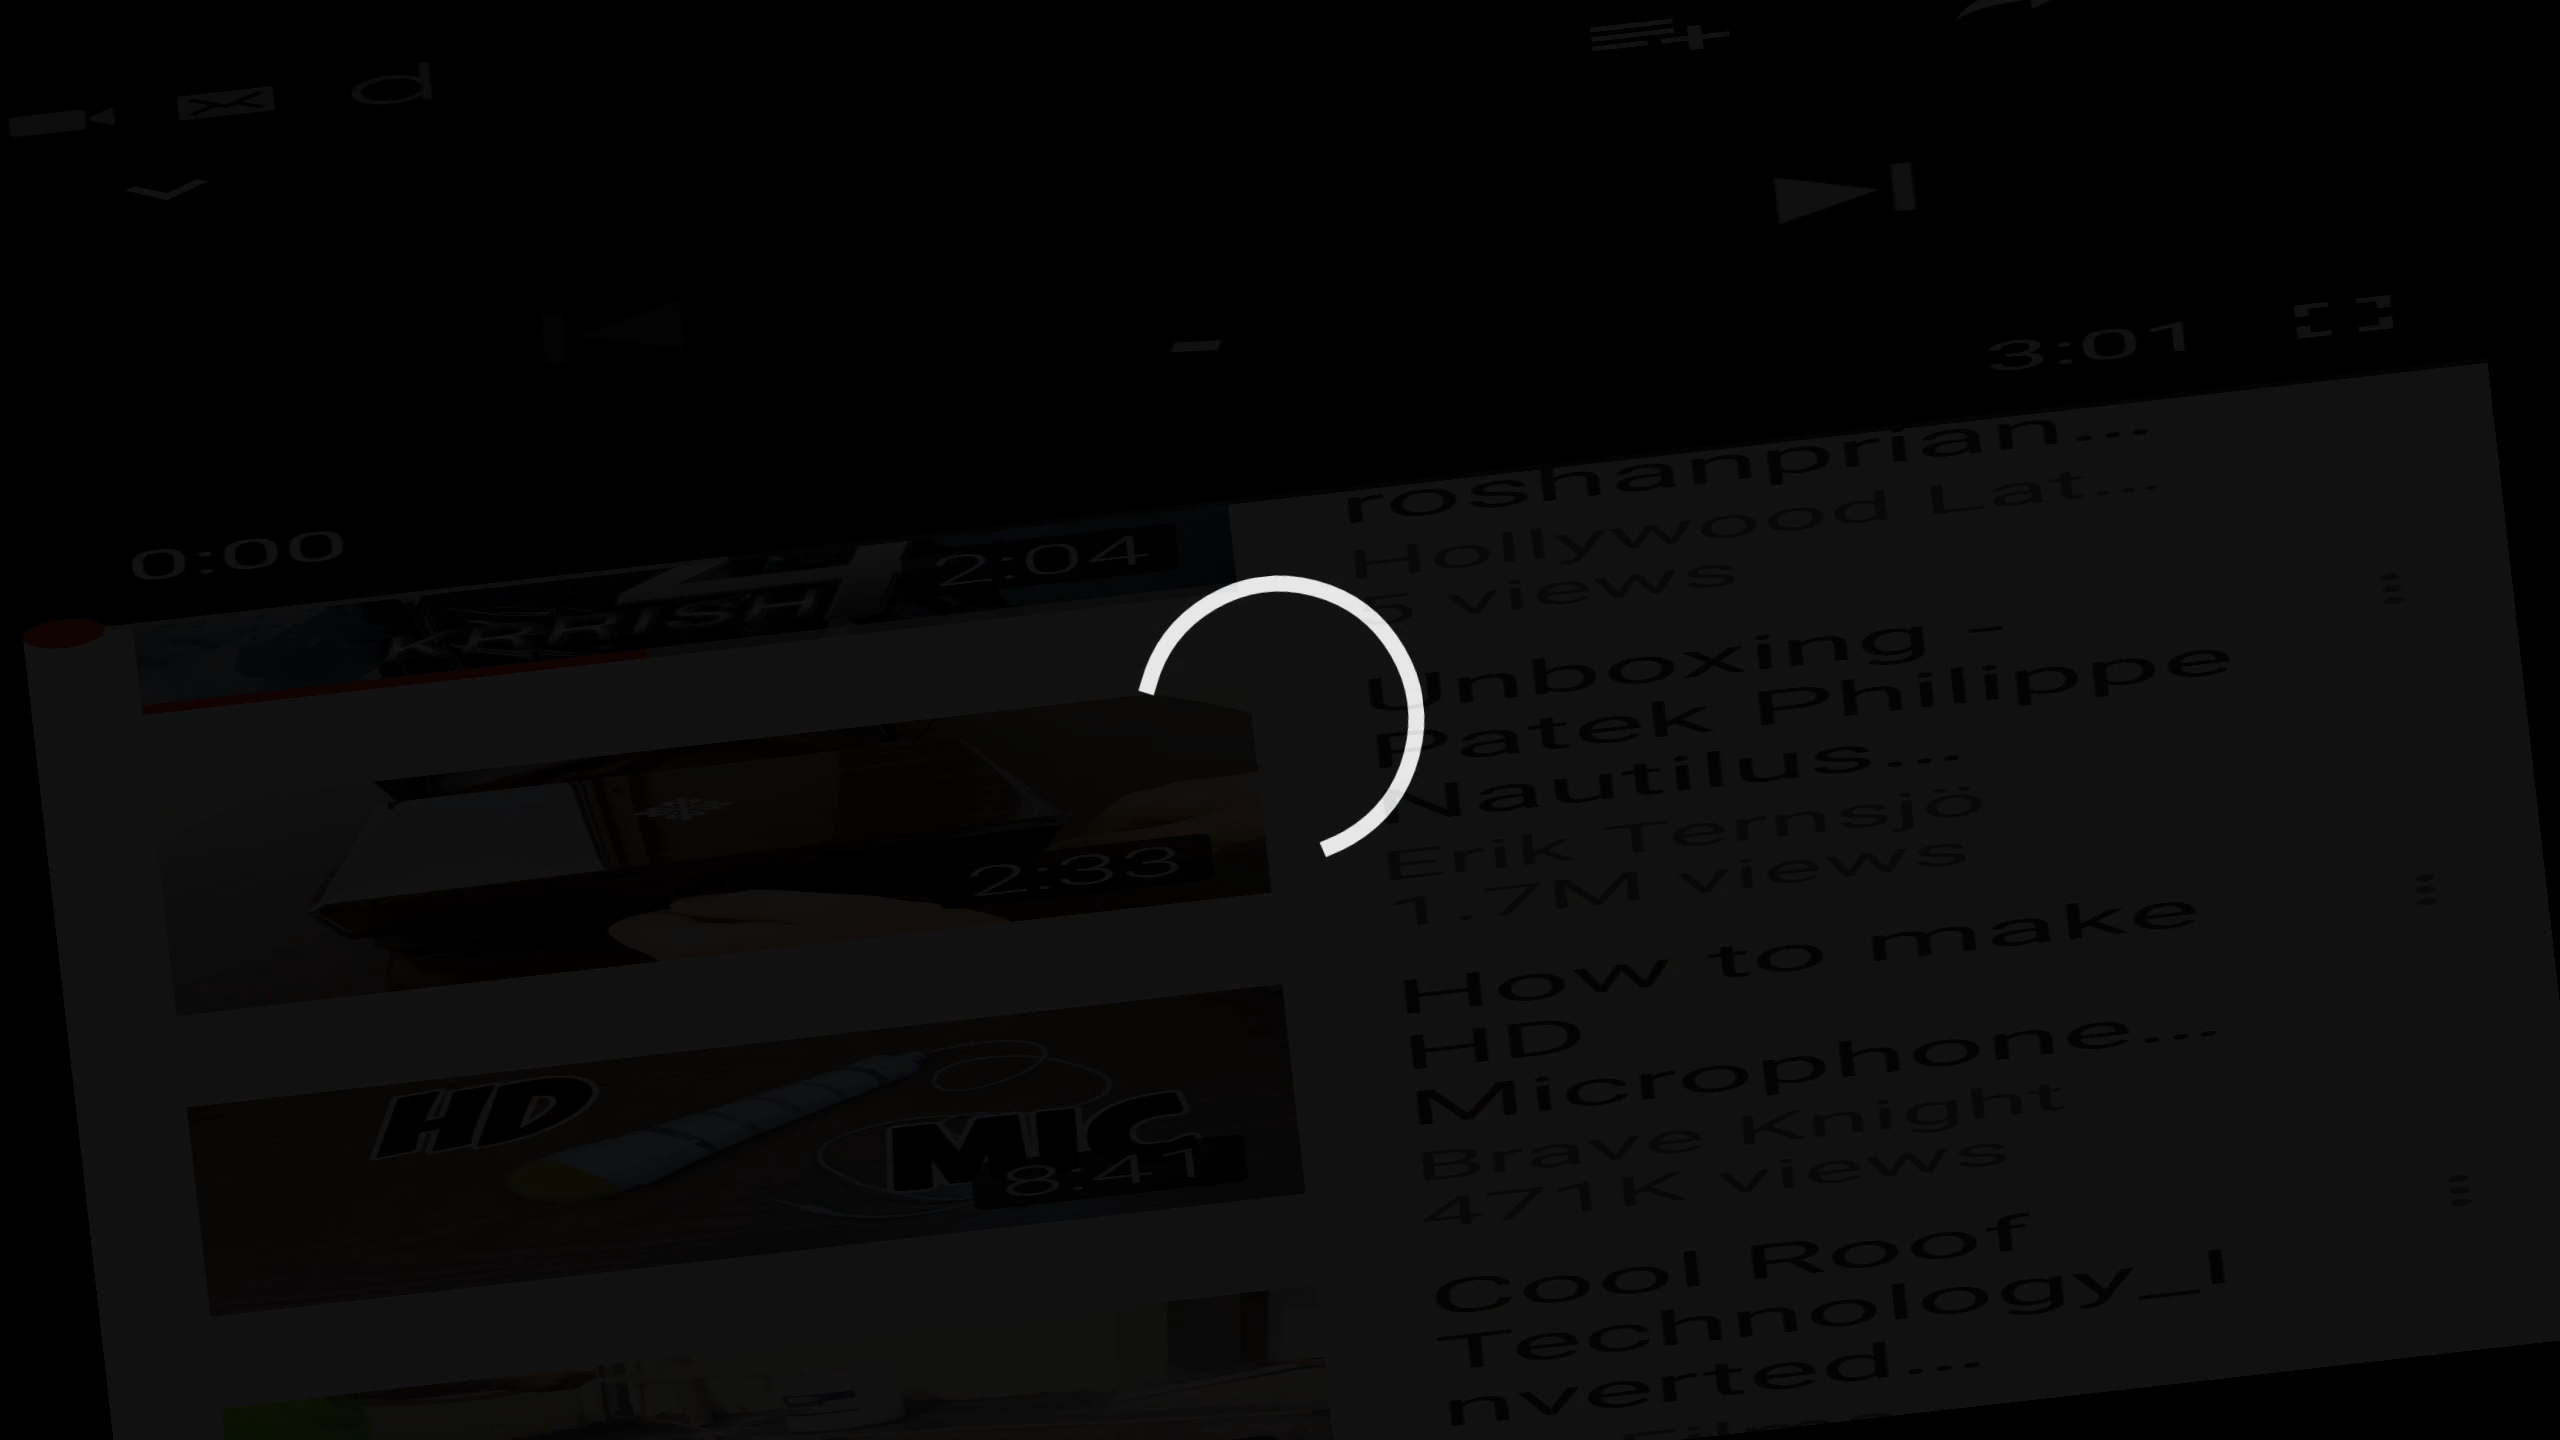 d
3:01
0:00
KRRISH 4
2:04
roshanprian...
Hollywood Lat...
5 views
2:33
Unboxing -
Patek Philippe
Nautilus...
Erik Ternsjö
1.7M views
HD
MIC
8:41
How to make
HD
Microphone...
Brave Knight
471K views
Cool Roof
Technology_I
nverted...